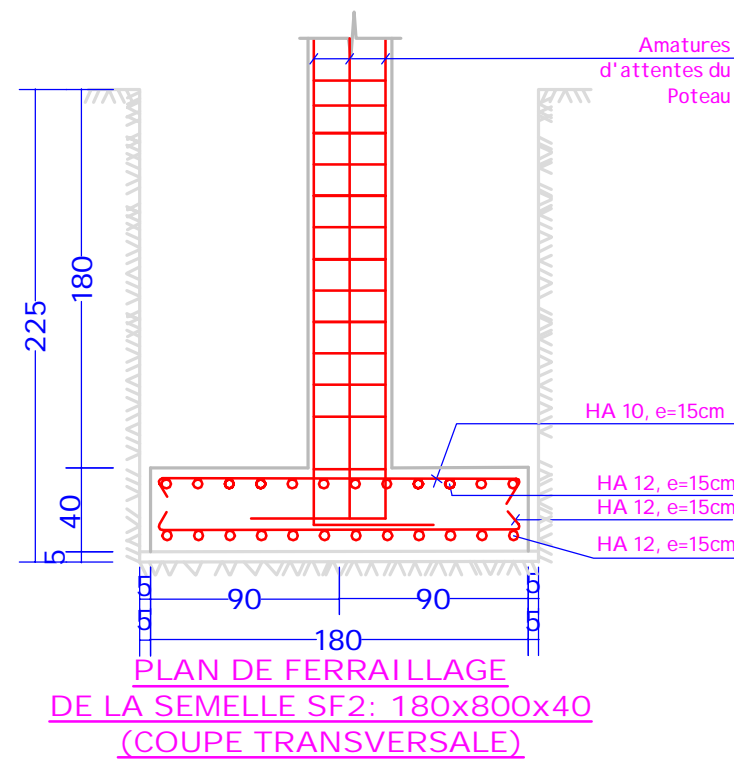 Amatures
d'attentes du
Poteau
180
225
HA 10, e=15cm
HA 12, e=15cm
40
HA 12, e=15cm
HA 12, e=15cm
5
5
90
90
5
5
180
5
PLAN DE FERRAILLAGE
DE LA SEMELLE SF2: 180x800x40
(COUPE TRANSVERSALE)